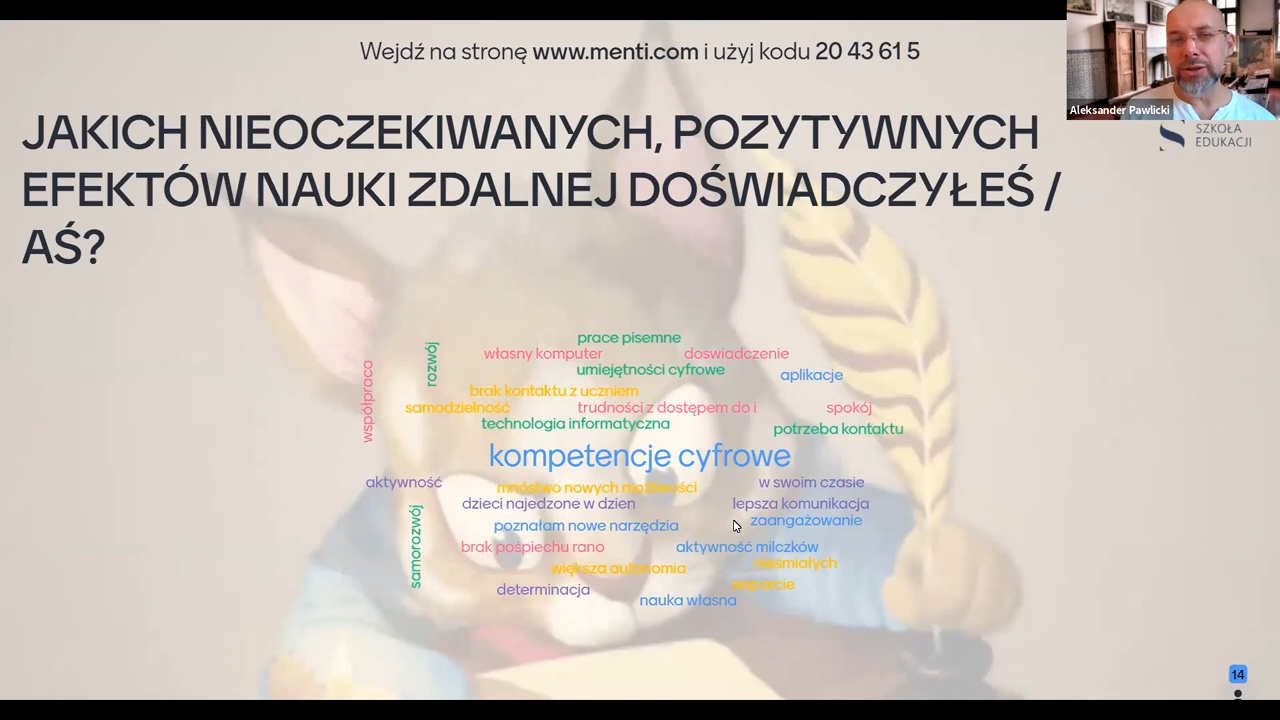 Wejdź na stronę www.menti.com i użyj kodu 20 43 61 5
Aleksander Pawlicki
SZKOŁA
EDUKACJI
JAKICH NIEOCZEKIWANYCH, POZYTYWNYCH
EFEKTÓW NAUKI ZDALNEJ DOŚWIADCZYŁEŚ /
AŚ?
prace pisemne
rozwój
własny komputer
doswiadczenie
współpraca
umiejętności cyfrowe
aplikacje
brak kontaktu z uczniem
samodzielność
trudności z dostępem do i
spokój
technologia informatyczna
potrzeba kontaktu
kompetencje cyfrowe
aktywność
mnóstwo nowych możliwości
w swoim czasie
dzieci najedzone w dzien
lepsza komunikacja
samorozwój
poznałam nowe narzędzia
zaangażowanie
brak pośpiechu rano
aktywność milczków
większa autonomia
nieśmiałych
determinacja
wsparcie
nauka własna
14